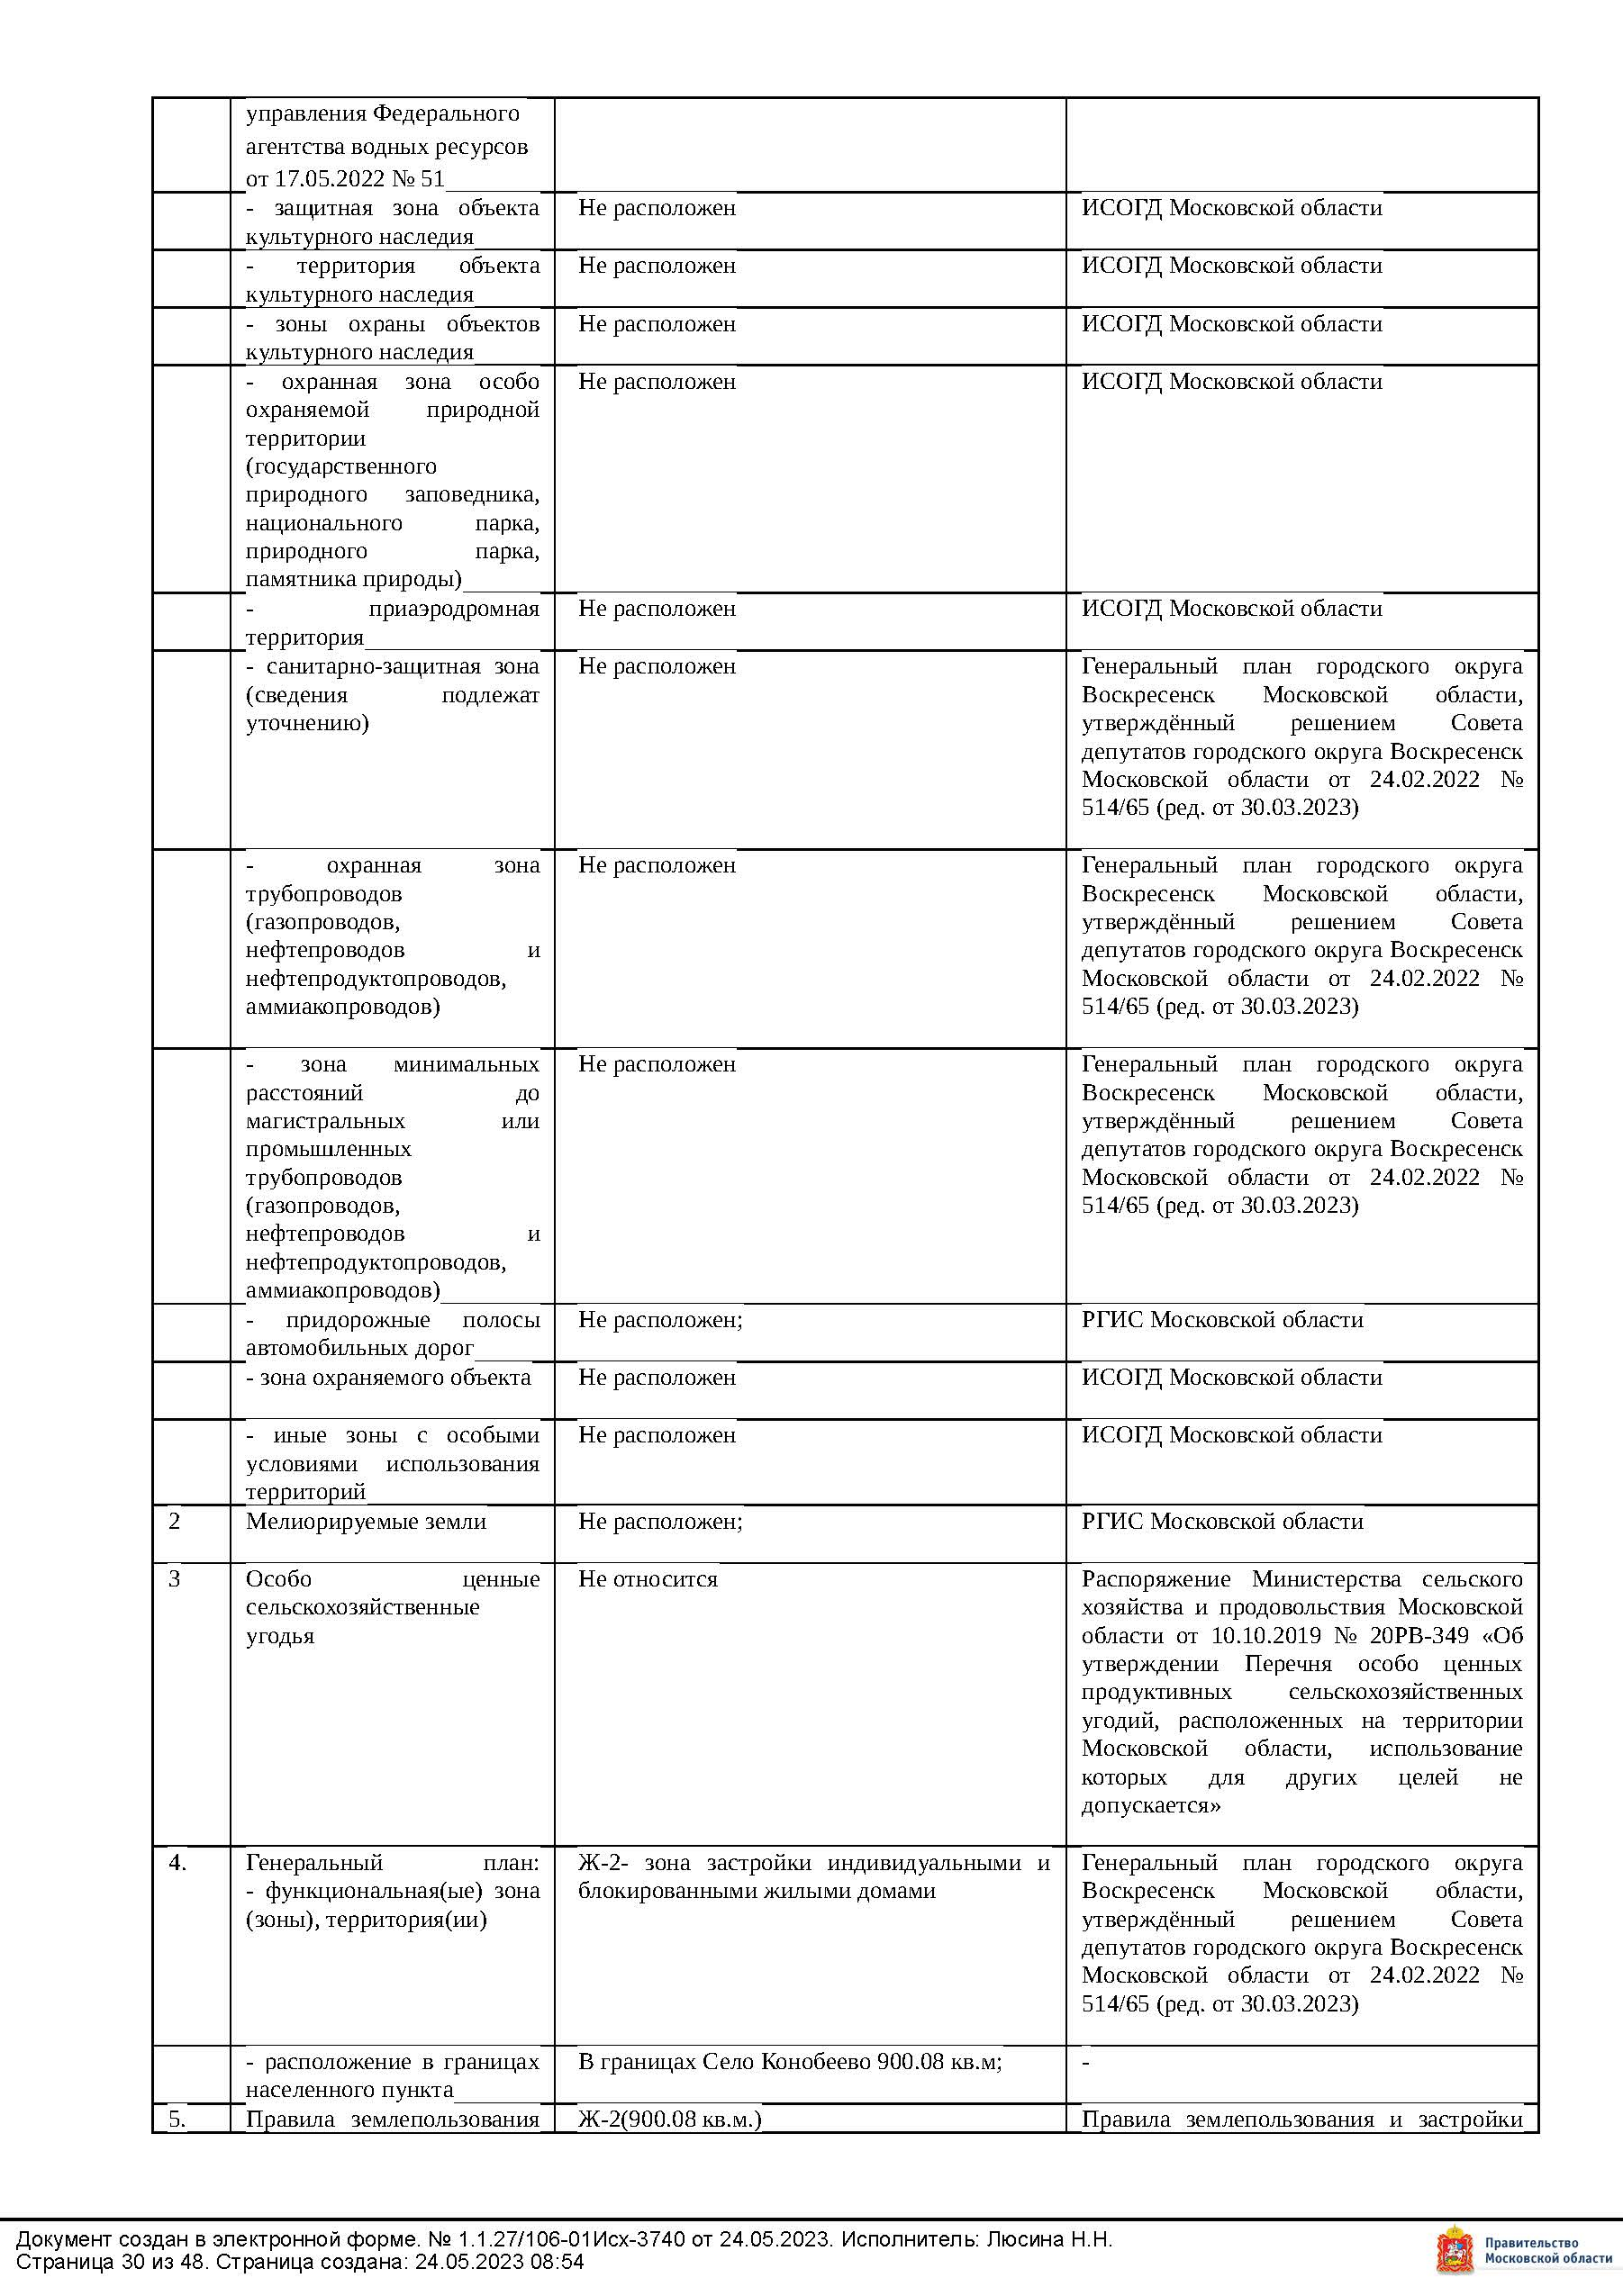 управления Федерального
агентства водных ресурсов
от 17.05.2022 № 51
- защитная зона объекта
культурного наследия
Не расположен
ИСОГД Московской области
- территория объекта
культурного наследия
Не расположен
ИСОГД Московской области
- зоны охраны объектов
культурного наследия
Не расположен
ИСОГД Московской области
- охранная зона особо
охраняемой природной
территории
(государственного
природного заповедника,
национального парка,
природного парка,
памятника природы)
Не расположен
ИСОГД Московской области
- приаэродромная
территория
Не расположен
ИСОГД Московской области
- санитарно-защитная зона
(сведения подлежат
уточнению)
Не расположен
Генеральный план городского округа
Воскресенск Московской области,
утверждённый решением Совета
депутатов городского округа Воскресенск
Московской области от 24.02.2022 №
514/65 (ред. от 30.03.2023)
- охранная зона
трубопроводов
(газопроводов,
нефтепроводов и
нефтепродуктопроводов,
аммиакопроводов)
Не расположен
Генеральный план городского округа
Воскресенск Московской области,
утверждённый решением Совета
депутатов городского округа Воскресенск
Московской области от 24.02.2022 №
514/65 (ред. от 30.03.2023)
- зона минимальных
расстояний до
магистральных или
промышленных
трубопроводов
(газопроводов,
нефтепроводов и
нефтепродуктопроводов,
аммиакопроводов)
Не расположен
Генеральный план городского округа
Воскресенск Московской области,
утверждённый решением Совета
депутатов городского округа Воскресенск
Московской области от 24.02.2022 №
514/65 (ред. от 30.03.2023)
- придорожные полосы
автомобильных дорог
Не расположен;
РГИС Московской области
- зона охраняемого объекта
Не расположен
ИСОГД Московской области
- иные зоны с особыми
условиями использования
территорий
Не расположен
ИСОГД Московской области
2
Мелиорируемые земли
Не расположен;
РГИС Московской области
3
Особо ценные
сельскохозяйственные
угодья
Не относится
Распоряжение Министерства сельского
хозяйства и продовольствия Московской
области от 10.10.2019 № 20РВ-349 «Об
утверждении Перечня особо ценных
продуктивных сельскохозяйственных
угодий, расположенных на территории
Московской области, использование
которых для других целей не
допускается»
4.
Генеральный план:
- функциональная(ые) зона
(зоны), территория(ии)
Ж-2- зона застройки индивидуальными и
блокированными жилыми домами
Генеральный план городского округа
Воскресенск Московской области,
утверждённый решением Совета
депутатов городского округа Воскресенск
Московской области от 24.02.2022 №
514/65 (ред. от 30.03.2023)
- расположение в границах
населенного пункта
В границах Село Конобеево 900.08 кв.м;
-
5.
Правила землепользования
Ж-2(900.08 кв.м.)
Правила землепользования и застройки
Документ создан в электронной форме. № 1.1.27/106-01Исх-3740 от 24.05.2023. Исполнитель: Люсина Н.Н.
Страница 30 из 48. Страница создана: 24.05.2023 08:54
Правительство
Московской области